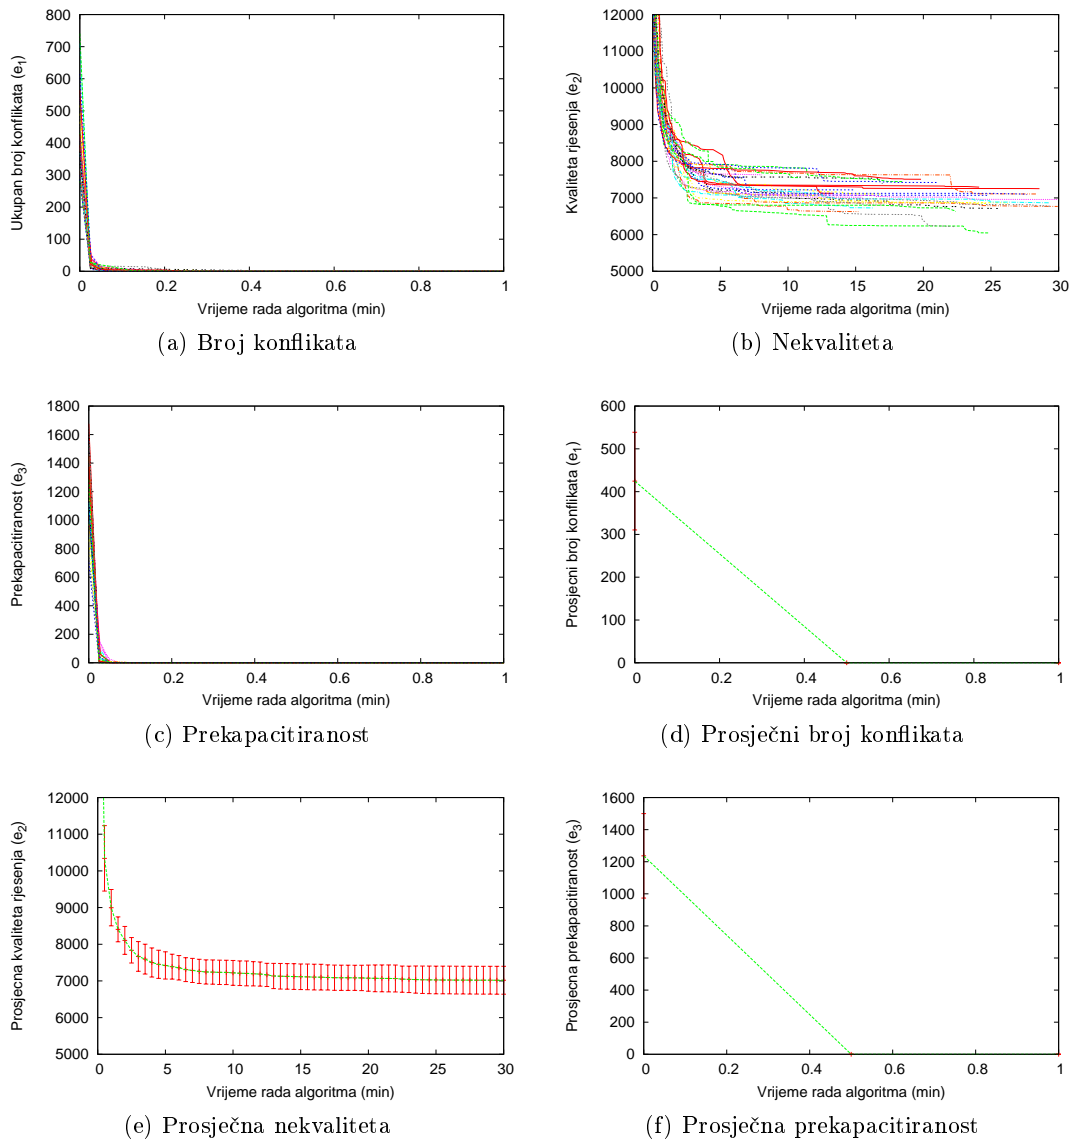 800
700
600
500
400
300
200
100
0
0 0.2 0.4 0.6 0.8 1
Ukupan broj konflikata (e1)
Vrijeme rada algoritma (min)
(a) Broj konflikata
12000
11000
10000
9000
8000
7000
6000
5000
0 5 10 15 20 25 30
Kvaliteta rjesenja (e2)
Vrijeme rada algoritma (min)
(b) Nekvaliteta
1800
1600
1400
1200
1000
800
600
400
200
0
0 0.2 0.4 0.6 0.8 1
Prekapacitiranost (e3)
Vrijeme rada algoritma (min)
(c) Prekapacitiranost
600
500
400
300
200
100
0
0 0.2 0.4 0.6 0.8 1
Prosjecni broj konflikata (e1)
Vrijeme rada algoritma (min)
(d) Prosječni broj konflikata
12000
11000
10000
9000
8000
7000
6000
5000
0 5 10 15 20 25 30
Prosjecna kvaliteta rjesenja (e2)
Vrijeme rada algoritma (min)
(e) Prosječna nekvaliteta
1600
1400
1200
1000
800
600
400
200
0
0 0.2 0.4 0.6 0.8 1
Prosjecna prekapacitiranost (e3)
Vrijeme rada algoritma (min)
(f) Prosječna prekapacitiranost